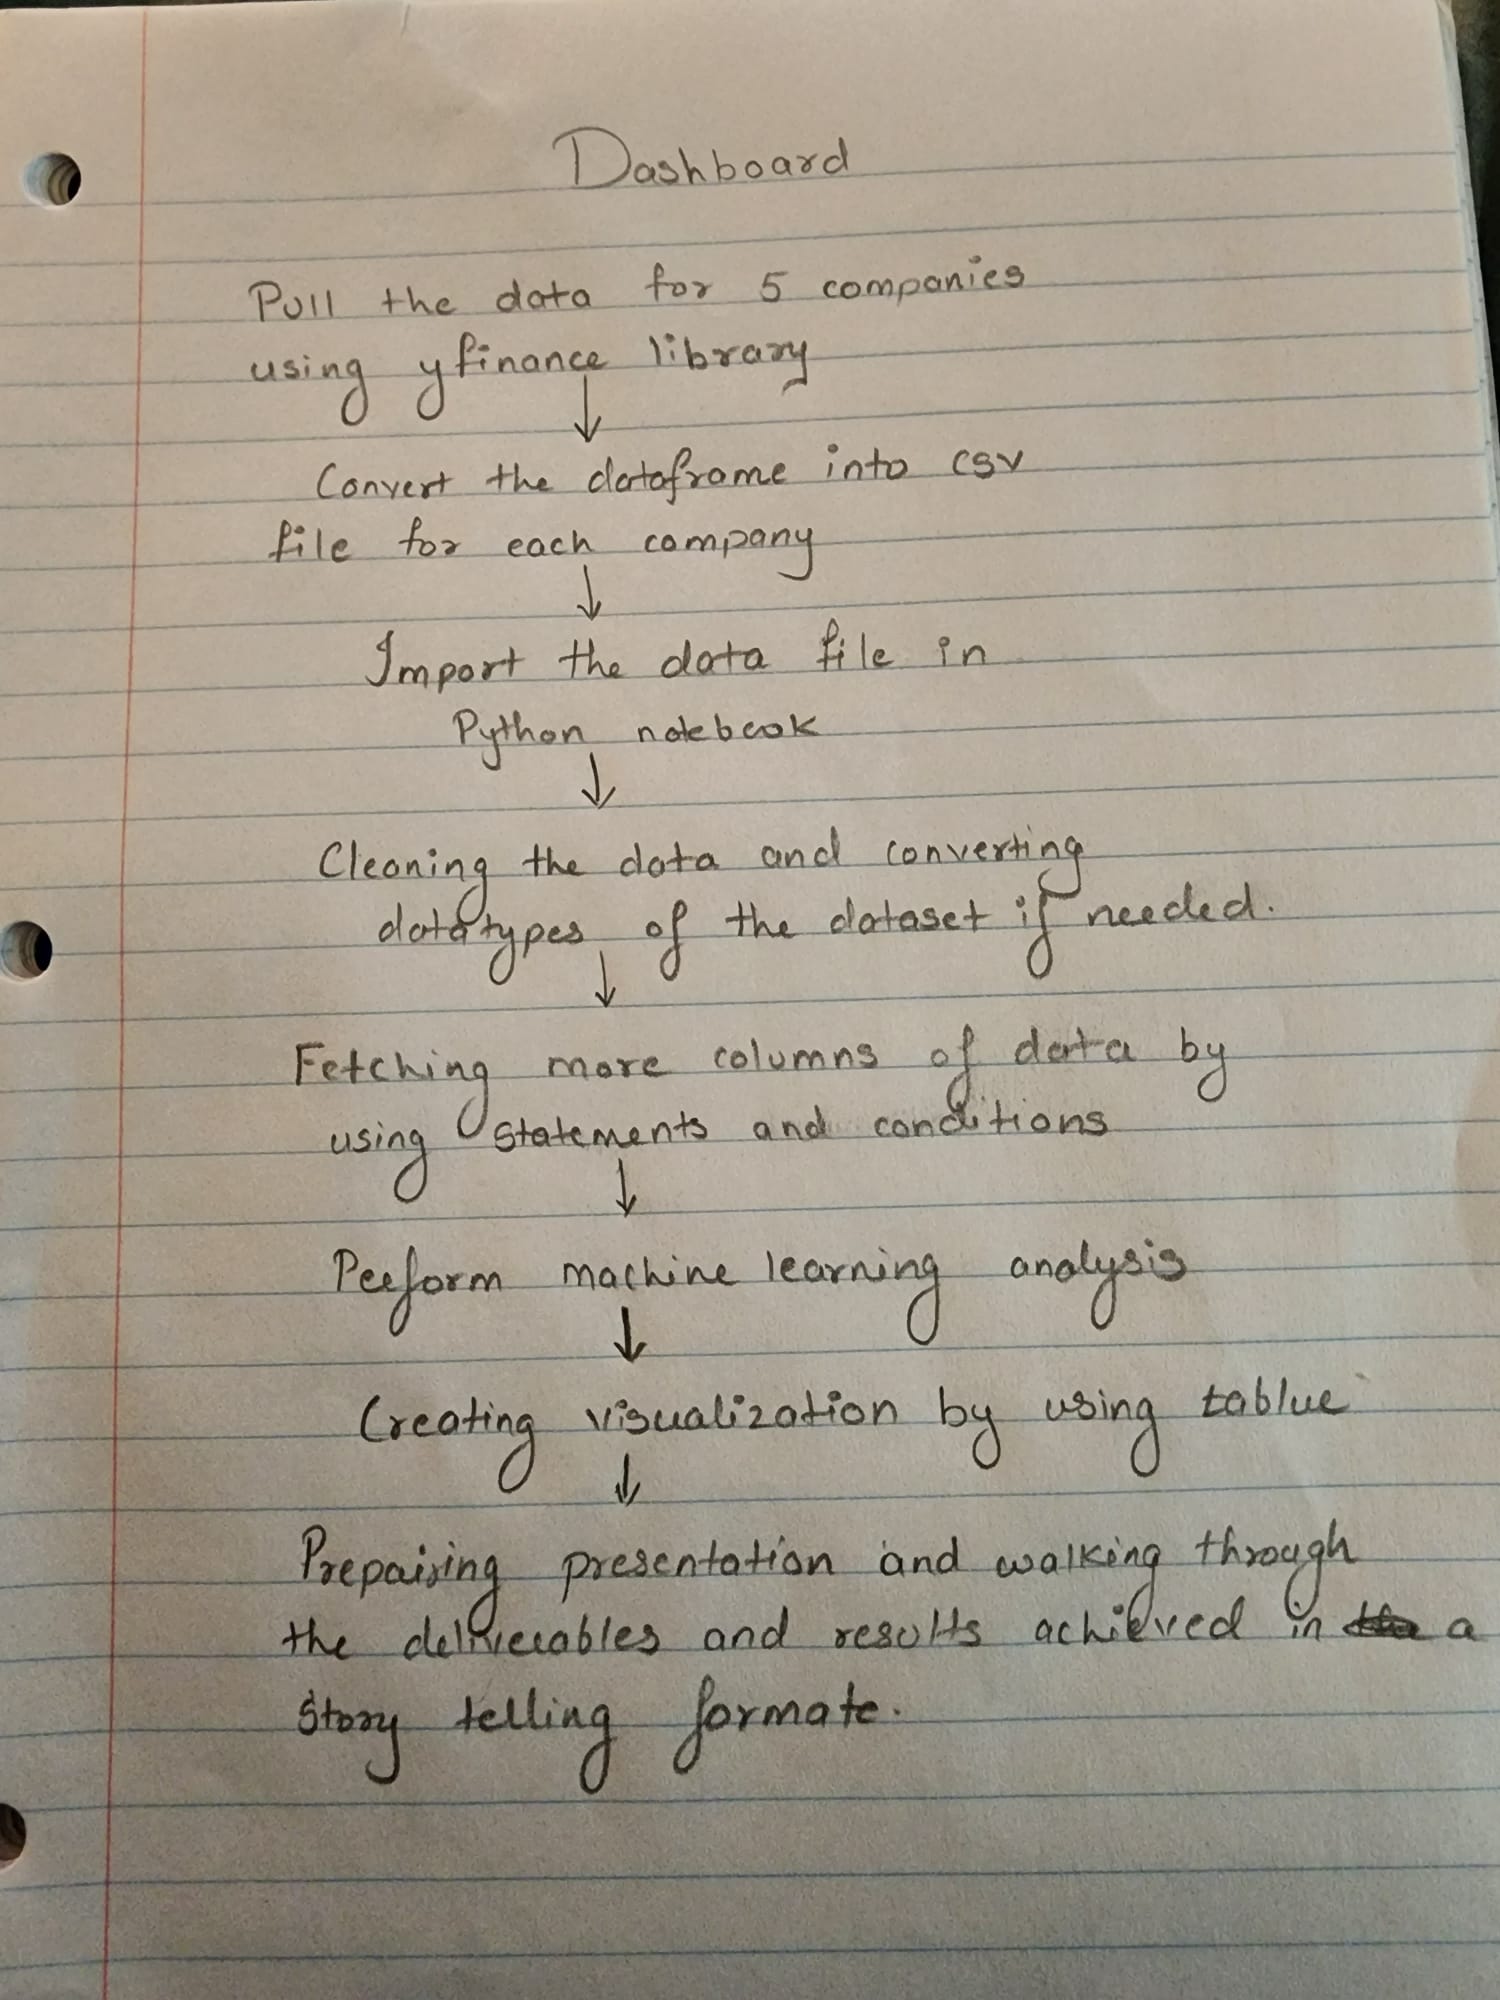 Dashboard
Pull the data for 5 companies
using yfinance library
↓
Convert the dataframe into csv
file for each company
↓
Import the data file in
Python notebook
↓
Cleaning the data and converting
datatypes of the dataset if needed.
↓
Fetching more columns of data by
using statements and conditions
↓
Perform machine learning analysis
↓
Creating visualization by using tablue
↓
Prepairing presentation and walking through
the deliverables and results achieved in a
Story telling formate.